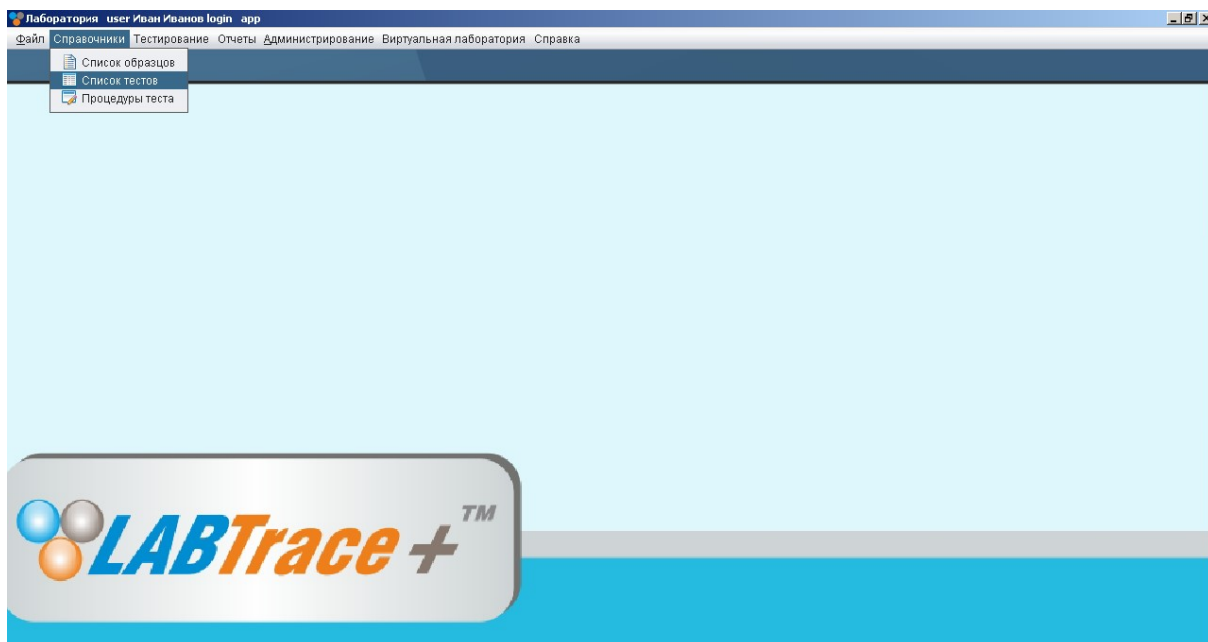 Лаборатория user Иван Иванов login app
Файл Справочники Тестирование Отчеты Администрирование Виртуальная лаборатория Справка
Список образцов
Список тестов
Процедуры теста
LABTrace+™